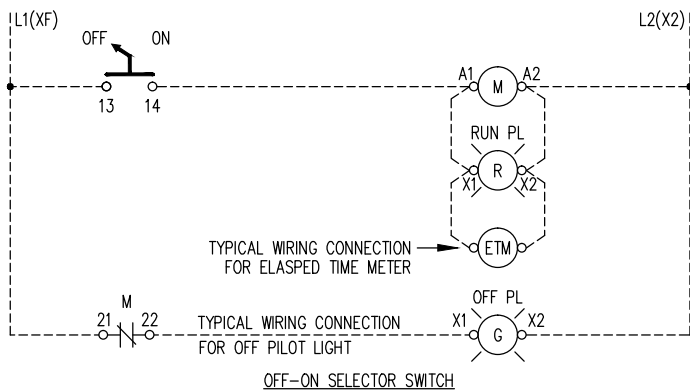 L1(XF)
L2(X2)
OFF ON
13 14
A1 M A2
RUN PL
X1 R X2
TYPICAL WIRING CONNECTION
FOR ELASPED TIME METER
ETM
M
21 22
TYPICAL WIRING CONNECTION
FOR OFF PILOT LIGHT
OFF PL
X1 G X2
OFF-ON SELECTOR SWITCH